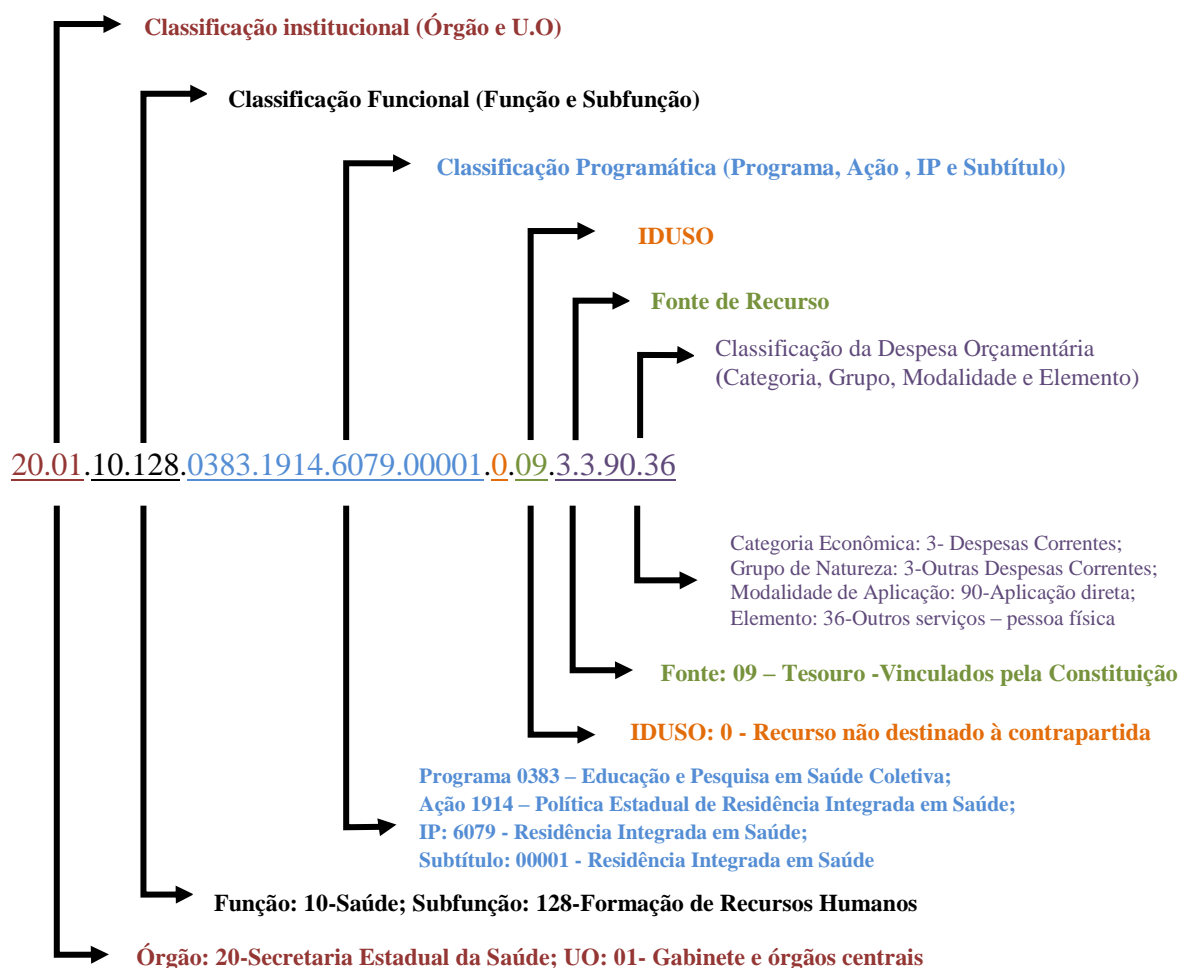 Classificação institucional (Órgão e U.O)
Classificação Funcional (Função e Subfunção)
Classificação Programática (Programa, Ação , IP e Subtítulo)
IDUSO
Fonte de Recurso
Classificação da Despesa Orçamentária
(Categoria, Grupo, Modalidade e Elemento)
20.01.10.128.0383.1914.6079.00001.0.09.3.3.90.36
Categoria Econômica: 3- Despesas Correntes;
Grupo de Natureza: 3-Outras Despesas Correntes;
Modalidade de Aplicação: 90-Aplicação direta;
Elemento: 36-Outros serviços – pessoa física
Fonte: 09 – Tesouro -Vinculados pela Constituição
IDUSO: 0 - Recurso não destinado à contrapartida
Programa 0383 – Educação e Pesquisa em Saúde Coletiva;
Ação 1914 – Política Estadual de Residência Integrada em Saúde;
IP: 6079 - Residência Integrada em Saúde;
Subtítulo: 00001 - Residência Integrada em Saúde
Função: 10-Saúde; Subfunção: 128-Formação de Recursos Humanos
Órgão: 20-Secretaria Estadual da Saúde; UO: 01- Gabinete e órgãos centrais